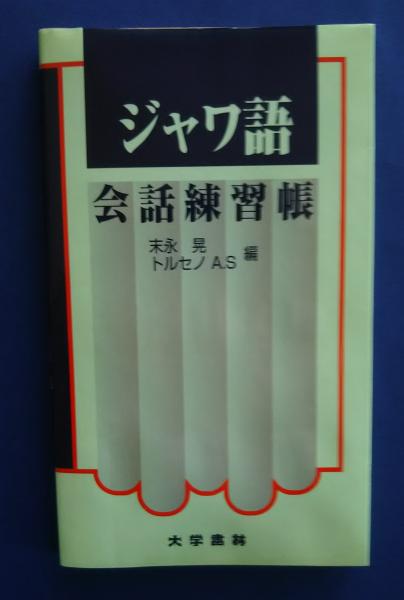 ジャワ語
会話練習帳
末永 晃
トルセノ A.S 編
大学書林